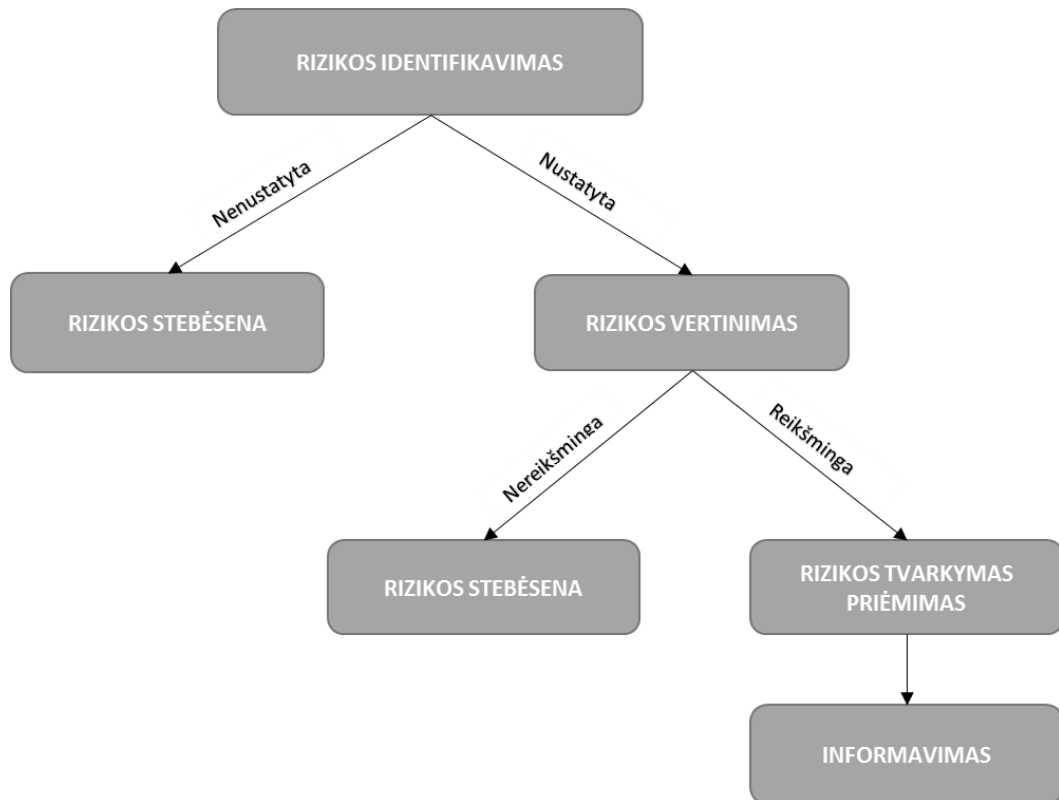 RIZIKOS IDENTIFIKAVIMAS
Nenustatyta
Nustatyta
RIZIKOS STEBĖSENA
RIZIKOS VERTINIMAS
Nereikšminga
Reikšminga
RIZIKOS STEBĖSENA
RIZIKOS TVARKYMAS
PRIĖMIMAS
INFORMAVIMAS